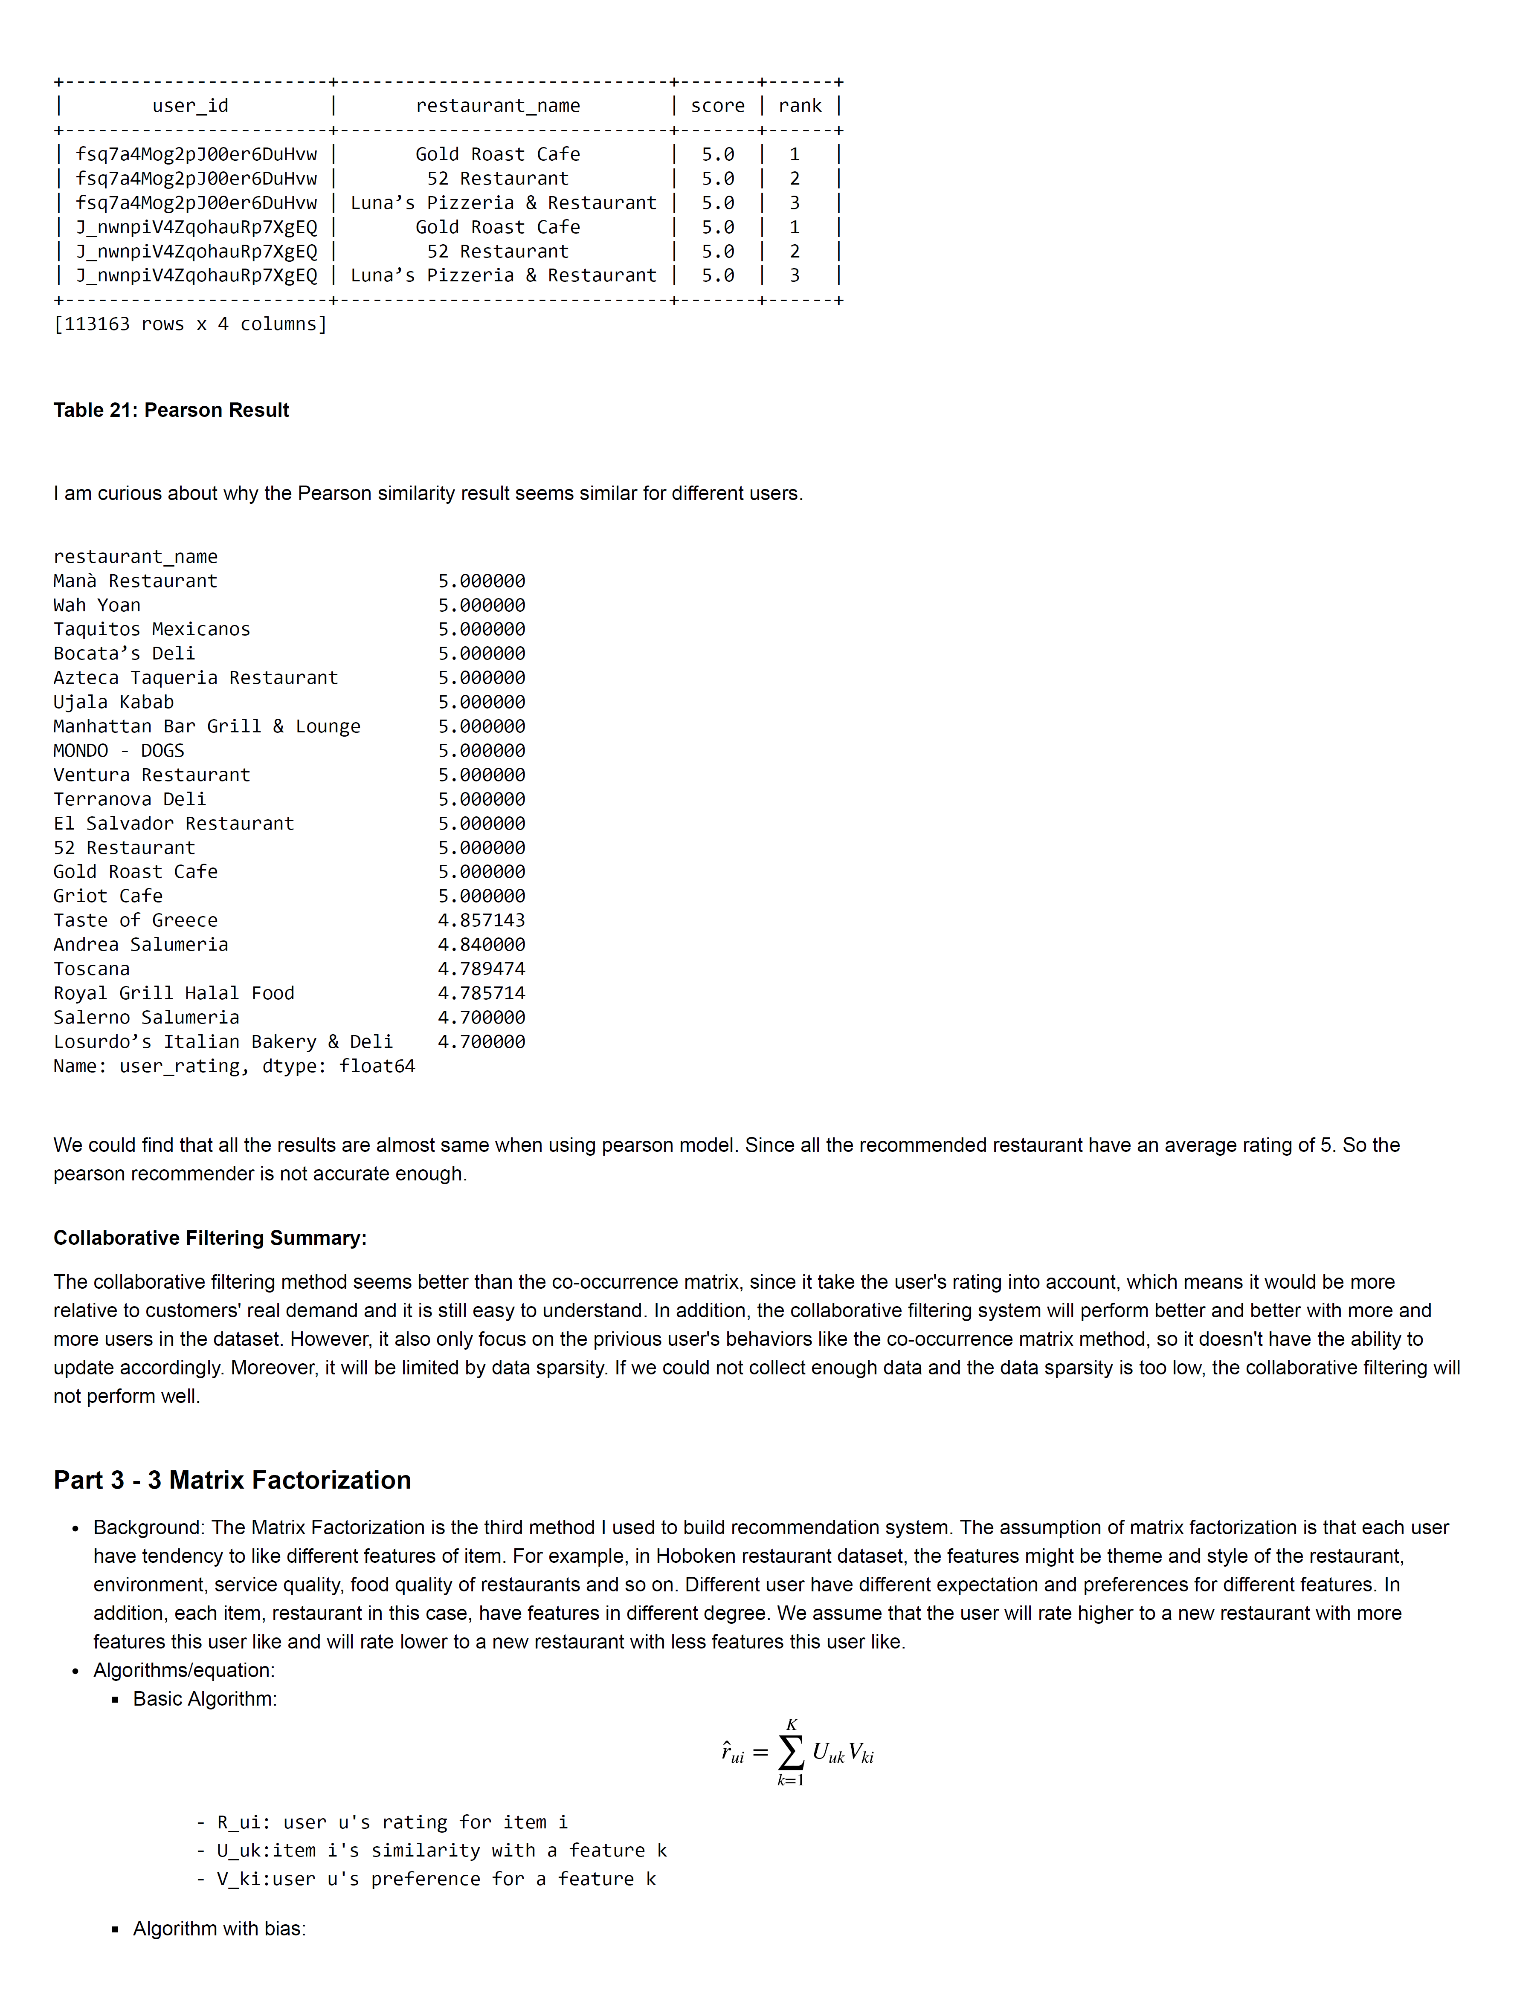 +------------------------+------------------------------+-------+------+
|        user_id         |       restaurant_name        | score | rank |
+------------------------+------------------------------+-------+------+
| fsq7a4Mog2pJ00er6DuHvw |       Gold Roast Cafe        |  5.0  |  1   |
| fsq7a4Mog2pJ00er6DuHvw |        52 Restaurant         |  5.0  |  2   |
| fsq7a4Mog2pJ00er6DuHvw | Luna’s Pizzeria & Restaurant |  5.0  |  3   |
| J_nwnpiV4ZqohauRp7XgEQ |       Gold Roast Cafe        |  5.0  |  1   |
| J_nwnpiV4ZqohauRp7XgEQ |        52 Restaurant         |  5.0  |  2   |
| J_nwnpiV4ZqohauRp7XgEQ | Luna’s Pizzeria & Restaurant |  5.0  |  3   |
+------------------------+------------------------------+-------+------+
[113163 rows x 4 columns]
Table 21: Pearson Result
I am curious about why the Pearson similarity result seems similar for different users.
restaurant_name
Manà Restaurant                    5.000000
Wah Yoan                           5.000000
Taquitos Mexicanos                 5.000000
Bocata’s Deli                      5.000000
Azteca Taqueria Restaurant         5.000000
Ujala Kabab                        5.000000
Manhattan Bar Grill & Lounge       5.000000
MONDO - DOGS                       5.000000
Ventura Restaurant                 5.000000
Terranova Deli                     5.000000
El Salvador Restaurant             5.000000
52 Restaurant                      5.000000
Gold Roast Cafe                    5.000000
Griot Cafe                         5.000000
Taste of Greece                    4.857143
Andrea Salumeria                   4.840000
Toscana                            4.789474
Royal Grill Halal Food             4.785714
Salerno Salumeria                  4.700000
Losurdo’s Italian Bakery & Deli    4.700000
Name: user_rating, dtype: float64
We could find that all the results are almost same when using pearson model. Since all the recommended restaurant have an average rating of 5. So the
pearson recommender is not accurate enough.
Collaborative Filtering Summary:
The collaborative filtering method seems better than the co-occurrence matrix, since it take the user's rating into account, which means it would be more
relative to customers' real demand and it is still easy to understand. In addition, the collaborative filtering system will perform better and better with more and
more users in the dataset. However, it also only focus on the privious user's behaviors like the co-occurrence matrix method, so it doesn't have the ability to
update accordingly. Moreover, it will be limited by data sparsity. If we could not collect enough data and the data sparsity is too low, the collaborative filtering will
not perform well.
Part 3 - 3 Matrix Factorization
• Background: The Matrix Factorization is the third method I used to build recommendation system. The assumption of matrix factorization is that each user
have tendency to like different features of item. For example, in Hoboken restaurant dataset, the features might be theme and style of the restaurant,
environment, service quality, food quality of restaurants and so on. Different user have different expectation and preferences for different features. In
addition, each item, restaurant in this case, have features in different degree. We assume that the user will rate higher to a new restaurant with more
features this user like and will rate lower to a new restaurant with less features this user like.
• Algorithms/equation:
▪ Basic Algorithm:
r̂_{ui} = ∑_{k=1}^{K} U_{uk} V_{ki}
- R_ui: user u's rating for item i
- U_uk:item i's similarity with a feature k
- V_ki:user u's preference for a feature k
▪ Algorithm with bias: